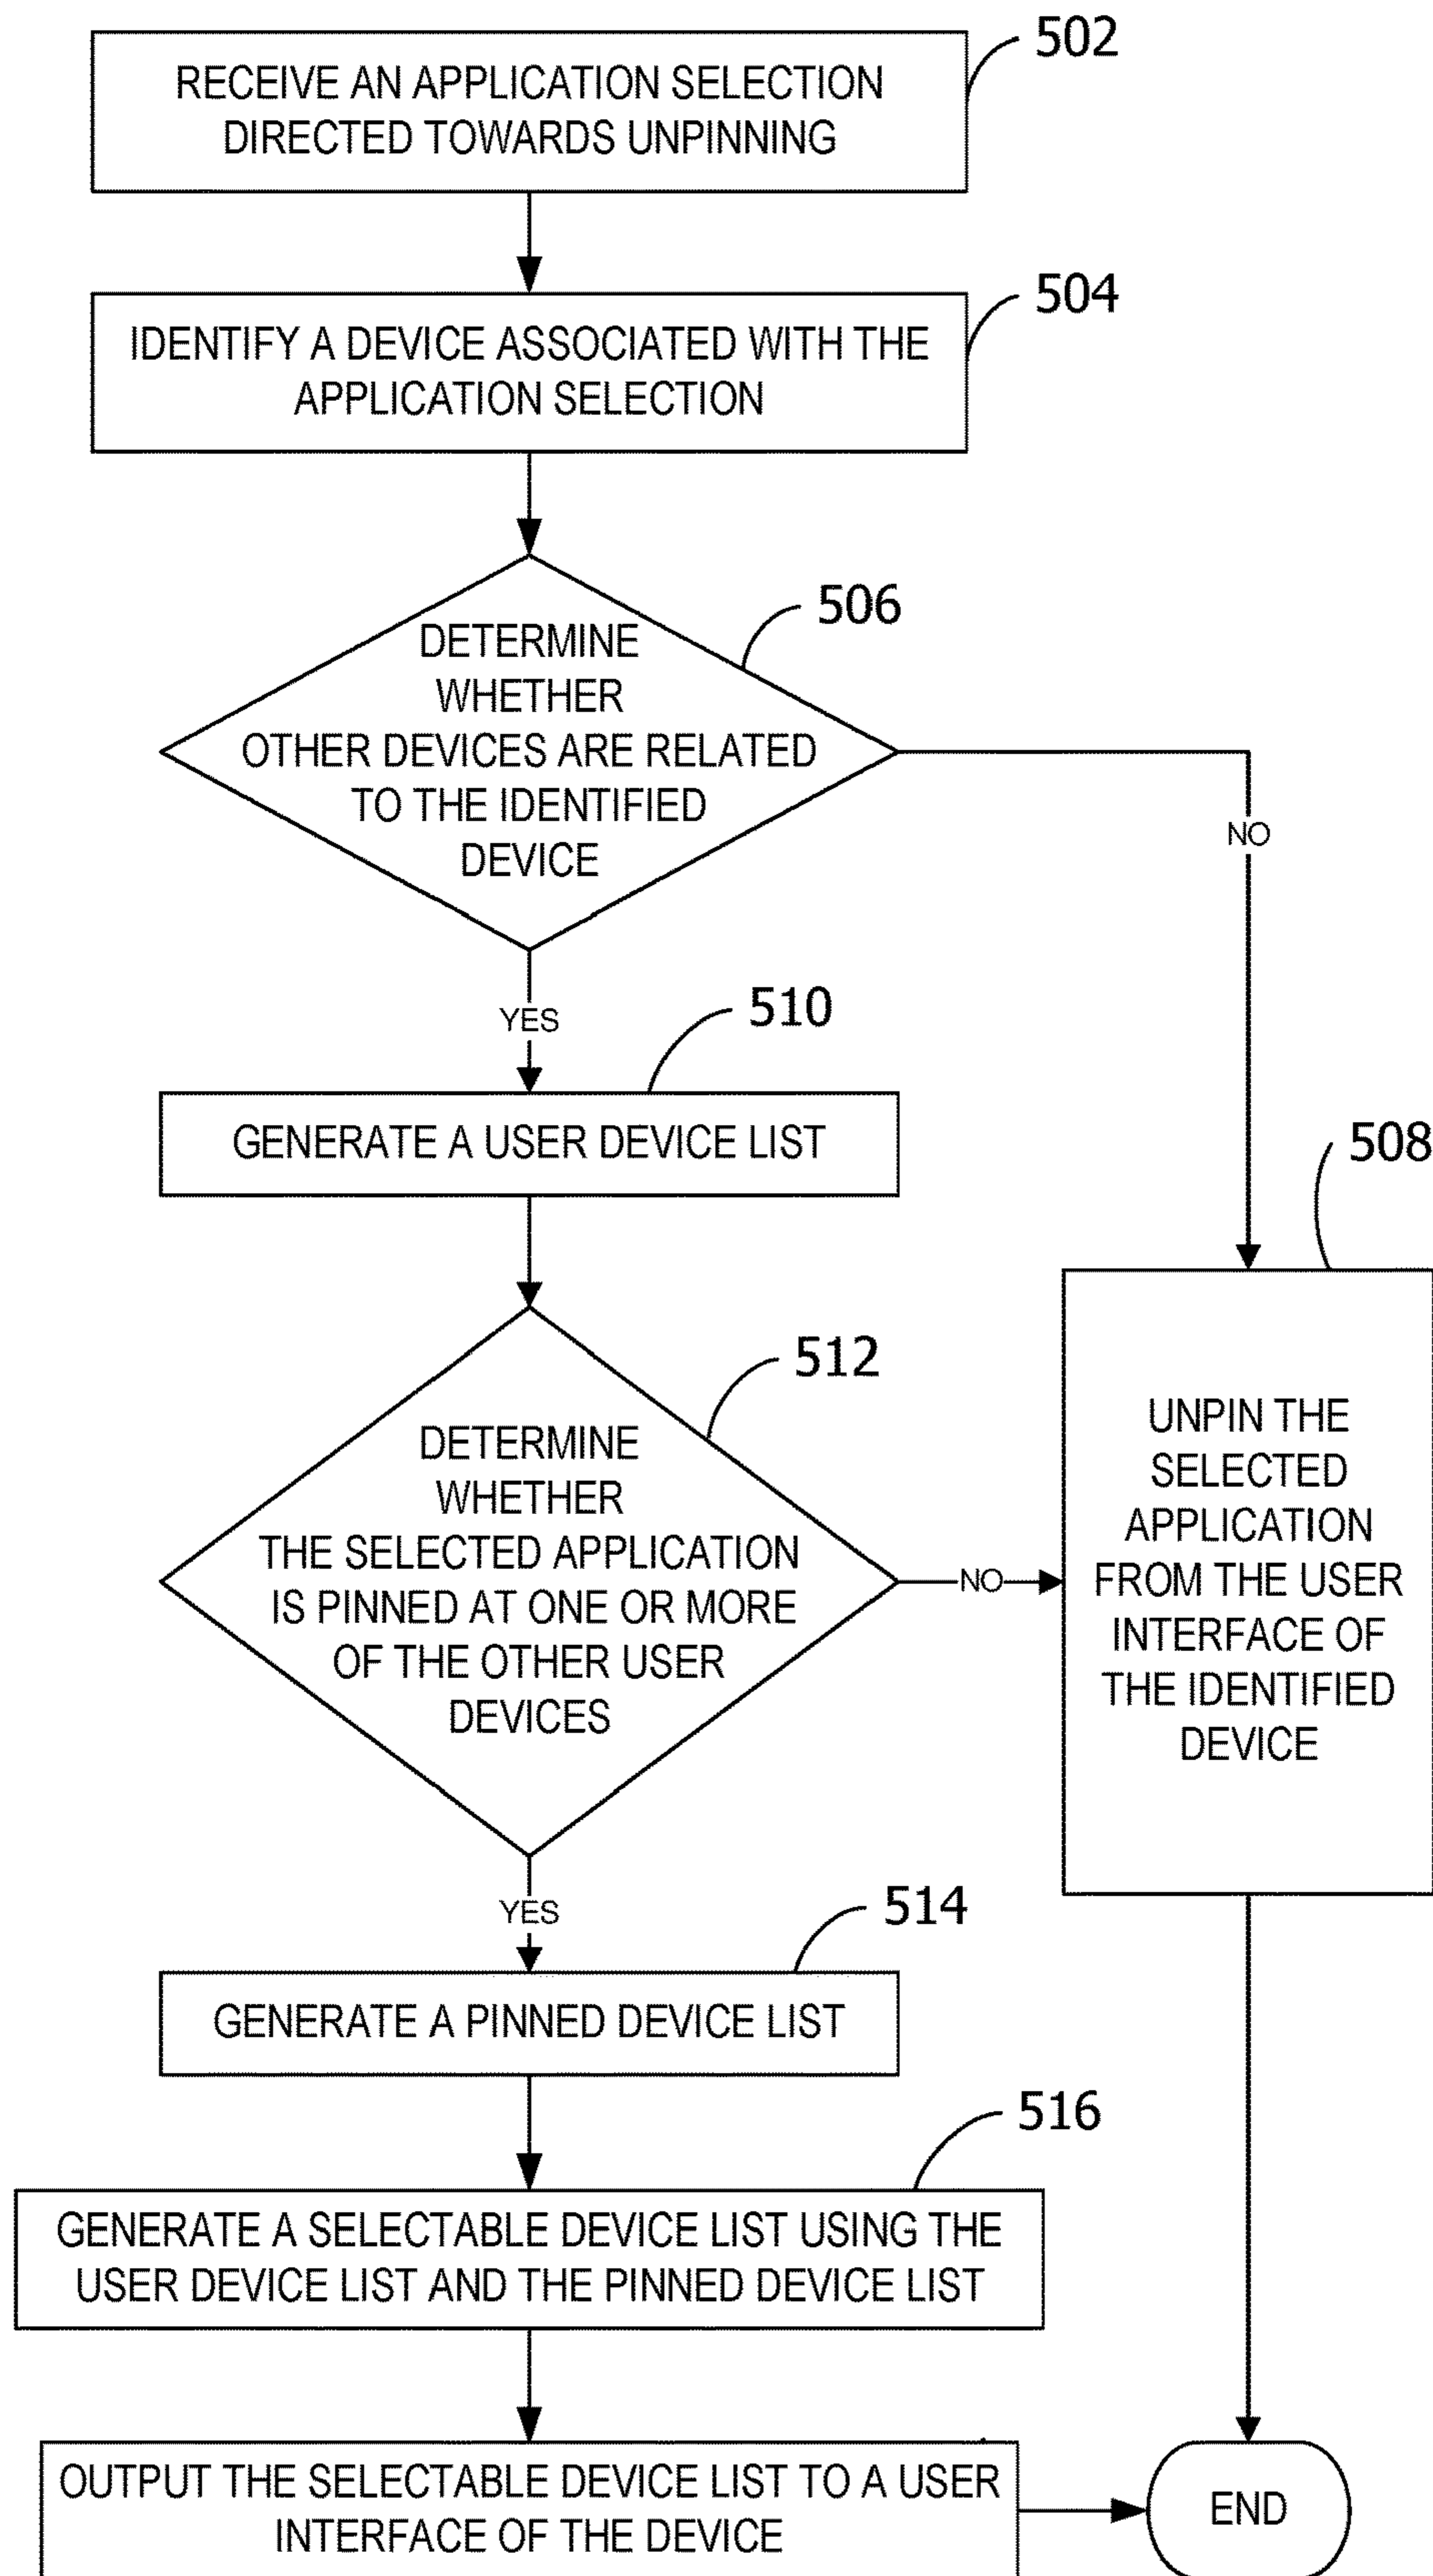 502
RECEIVE AN APPLICATION SELECTION
DIRECTED TOWARDS UNPINNING
504
IDENTIFY A DEVICE ASSOCIATED WITH THE
APPLICATION SELECTION
506
DETERMINE
WHETHER
OTHER DEVICES ARE RELATED
TO THE IDENTIFIED
DEVICE
NO
YES
510
GENERATE A USER DEVICE LIST
508
UNPIN THE
SELECTED
APPLICATION
FROM THE USER
INTERFACE OF
THE IDENTIFIED
DEVICE
512
DETERMINE
WHETHER
THE SELECTED APPLICATION
IS PINNED AT ONE OR MORE
OF THE OTHER USER
DEVICES
NO
YES
514
GENERATE A PINNED DEVICE LIST
516
GENERATE A SELECTABLE DEVICE LIST USING THE
USER DEVICE LIST AND THE PINNED DEVICE LIST
OUTPUT THE SELECTABLE DEVICE LIST TO A USER
INTERFACE OF THE DEVICE
END